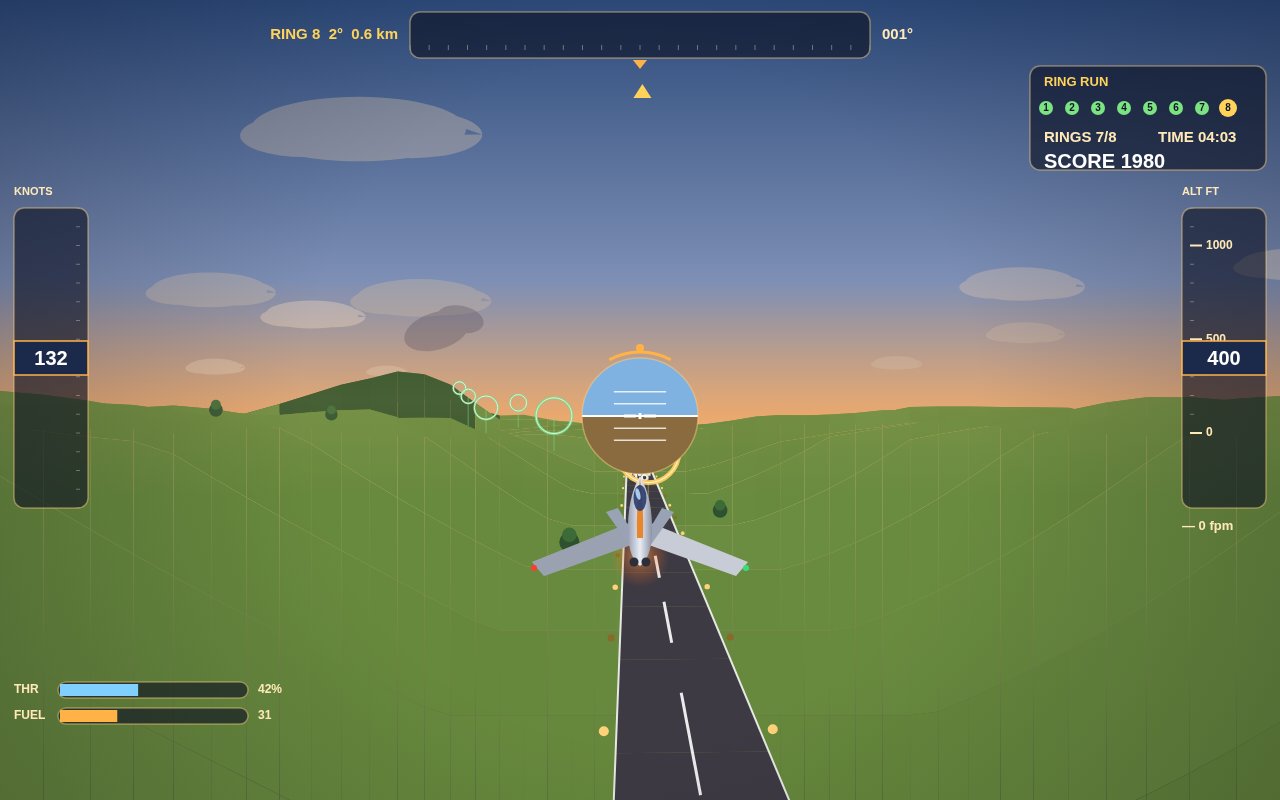 RING 8 2° 0.6 km
001°
RING RUN
1 2 3 4 5 6 7 8
RINGS 7/8 TIME 04:03
SCORE 1980
KNOTS
132
ALT FT
1000
500
400
0
— 0 fpm
THR 42%
FUEL 31